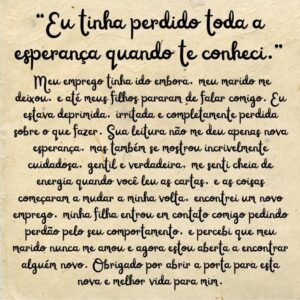 “Eu tinha perdido toda a
esperança quando te conheci.”
Meu emprego tinha ido embora, meu marido me
deixou, e até meus filhos pararam de falar comigo. Eu
estava deprimida, irritada e completamente perdida
sobre o que fazer. Sua leitura não me deu apenas nova
esperança, mas também se mostrou incrivelmente
cuidadosa, gentil e verdadeira, me senti cheia de
energia quando você leu as cartas, e as coisas
começaram a mudar a minha volta, encontrei um novo
emprego, minha filha entrou em contato comigo pedindo
perdão pelo seu comportamento, e percebi que meu
marido nunca me amou e agora estou aberta a encontrar
alguém novo. Obrigado por abrir a porta para esta
nova e melhor vida para mim.